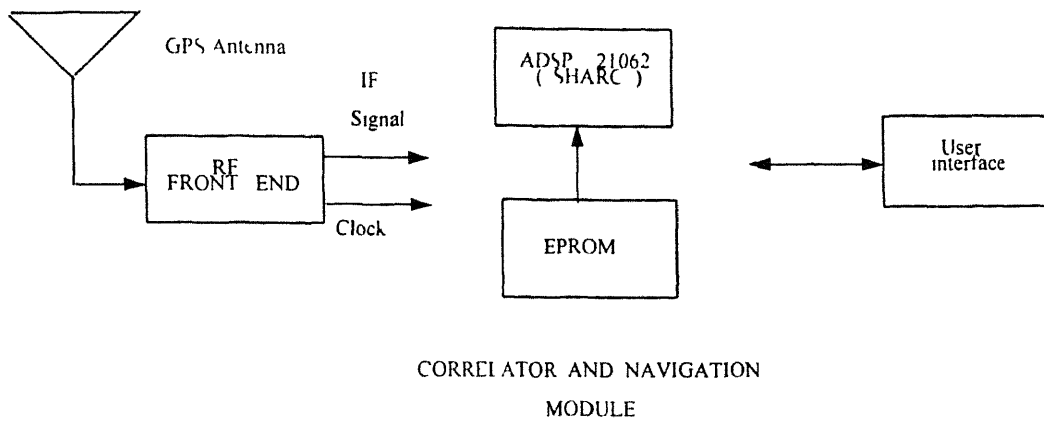 GPS Antenna
IF
Signal
ADSP 21062
( SHARC )
RF
FRONT END
Clock
EPROM
User
interface
CORRELATOR AND NAVIGATION
MODULE